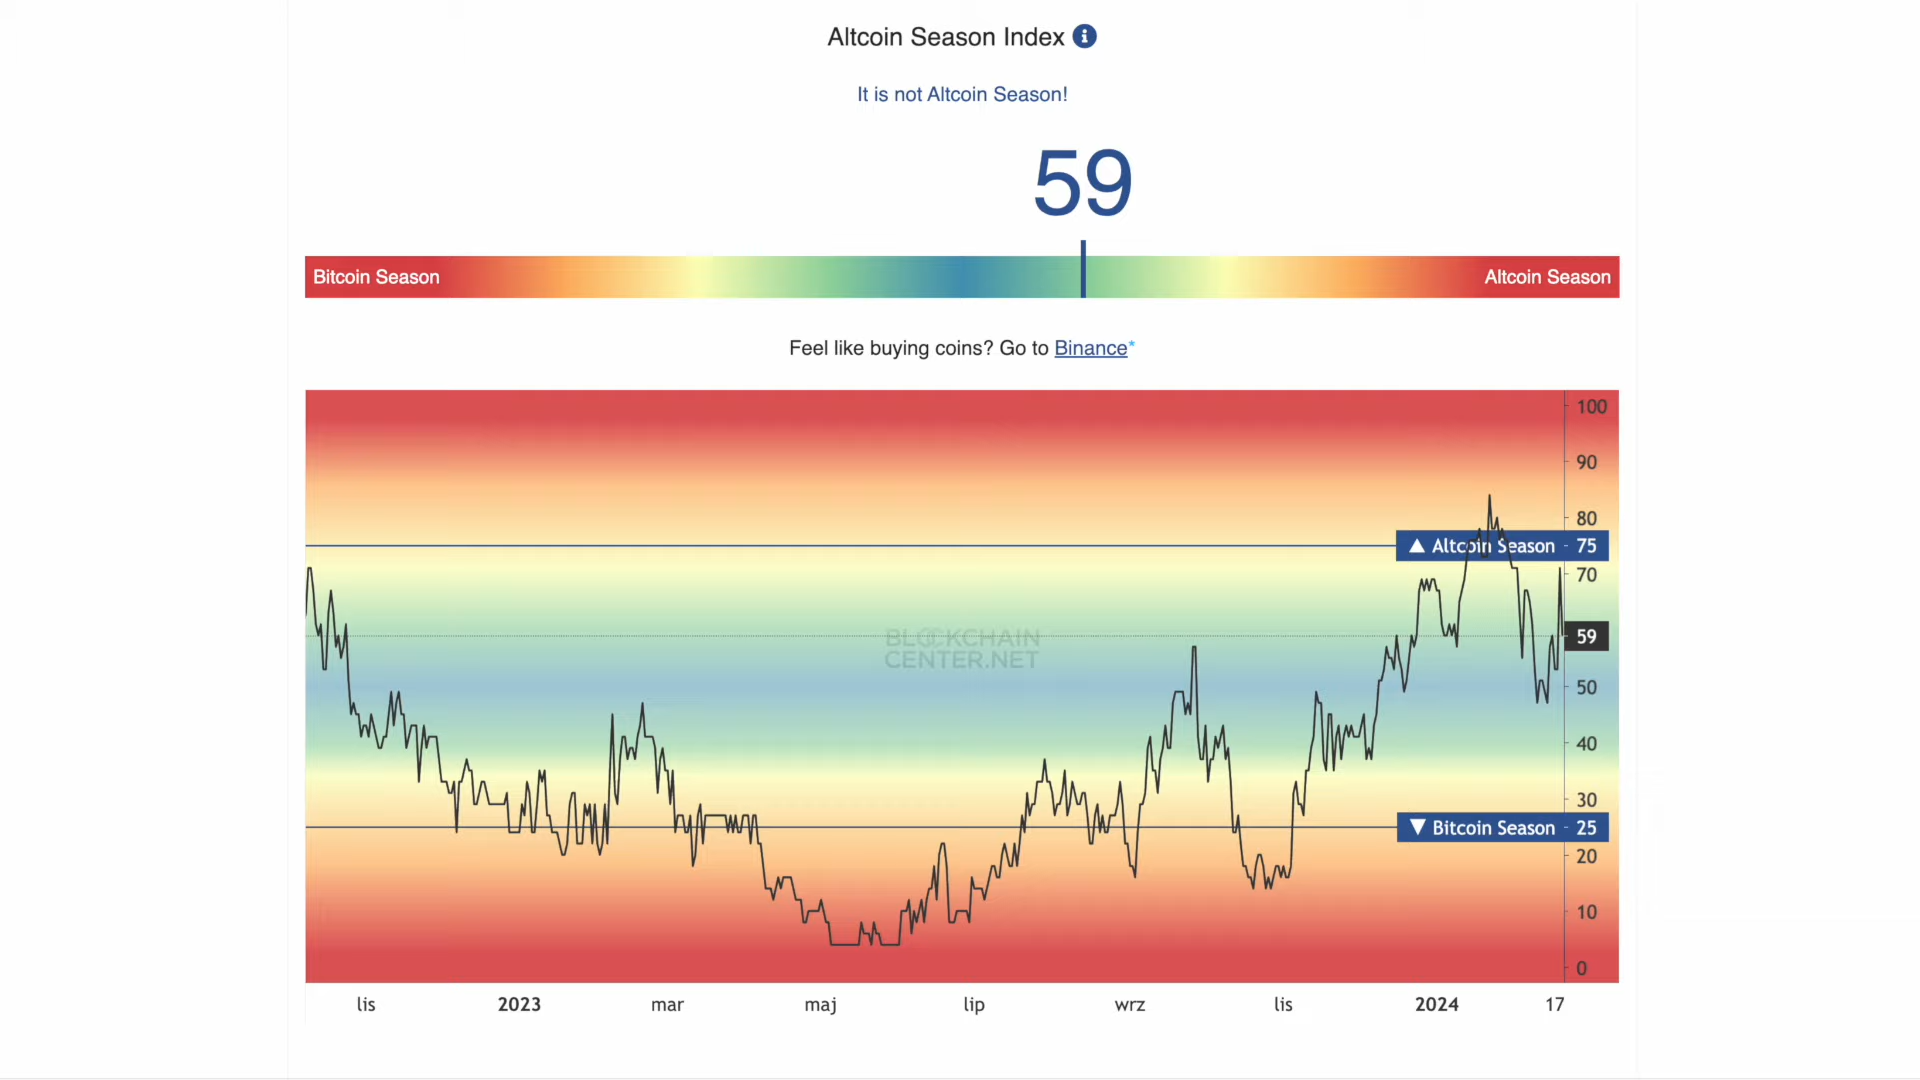 Altcoin Season Index
It is not Altcoin Season!
59
Bitcoin Season
Altcoin Season
Feel like buying coins? Go to Binance*
100
90
80
▲ Altcoin Season 75
70
BLOCKCHAIN
CENTER.NET
59
50
40
30
▼ Bitcoin Season 25
20
10
0
lis 2023 mar maj lip wrz lis 2024 17